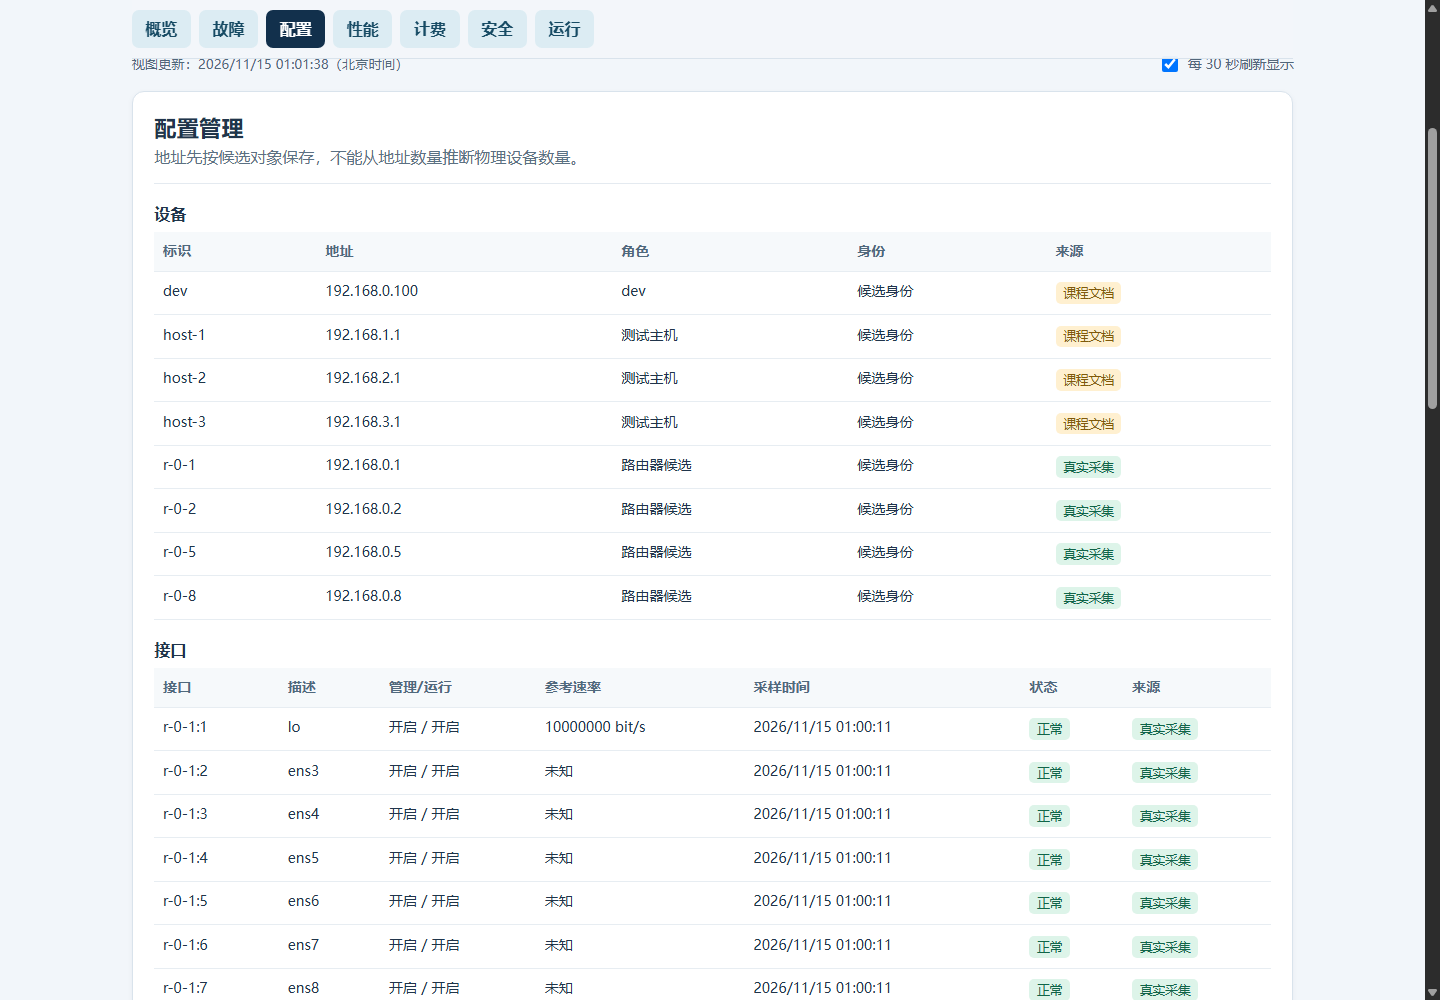 概览 故障 配置 性能 计费 安全 运行
视图更新：2026/11/15 01:01:38（北京时间） 每 30 秒刷新显示
配置管理
地址先按候选对象保存，不能从地址数量推断物理设备数量。
设备
标识 地址 角色 身份 来源
dev 192.168.0.100 dev 候选身份 课程文档
host-1 192.168.1.1 测试主机 候选身份 课程文档
host-2 192.168.2.1 测试主机 候选身份 课程文档
host-3 192.168.3.1 测试主机 候选身份 课程文档
r-0-1 192.168.0.1 路由器候选 候选身份 真实采集
r-0-2 192.168.0.2 路由器候选 候选身份 真实采集
r-0-5 192.168.0.5 路由器候选 候选身份 真实采集
r-0-8 192.168.0.8 路由器候选 候选身份 真实采集
接口
接口 描述 管理/运行 参考速率 采样时间 状态 来源
r-0-1:1 lo 开启 / 开启 10000000 bit/s 2026/11/15 01:00:11 正常 真实采集
r-0-1:2 ens3 开启 / 开启 未知 2026/11/15 01:00:11 正常 真实采集
r-0-1:3 ens4 开启 / 开启 未知 2026/11/15 01:00:11 正常 真实采集
r-0-1:4 ens5 开启 / 开启 未知 2026/11/15 01:00:11 正常 真实采集
r-0-1:5 ens6 开启 / 开启 未知 2026/11/15 01:00:11 正常 真实采集
r-0-1:6 ens7 开启 / 开启 未知 2026/11/15 01:00:11 正常 真实采集
r-0-1:7 ens8 开启 / 开启 未知 2026/11/15 01:00:11 正常 真实采集